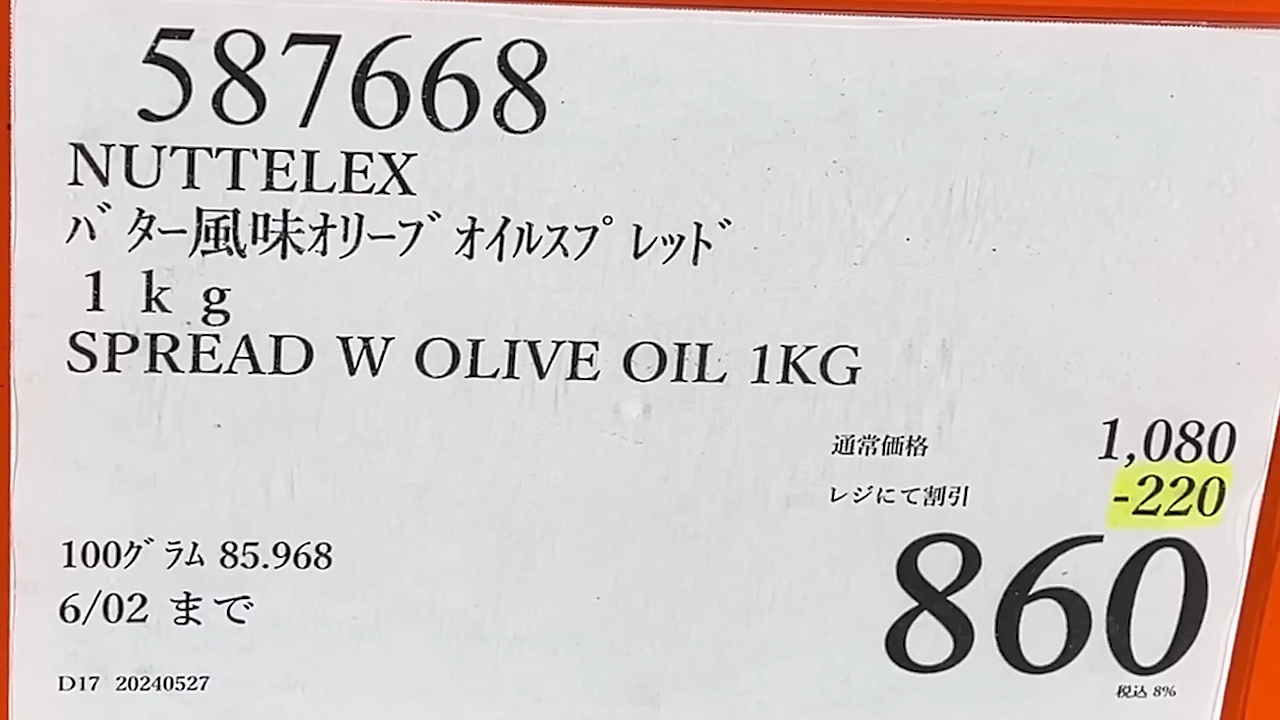 587668
NUTTELEX
ﾊﾞﾀｰ風味ｵﾘｰﾌﾞｵｲﾙｽﾌﾟﾚｯﾄﾞ
１ｋｇ
SPREAD W OLIVE OIL 1KG
通常価格 1,080
レジにて割引 -220
860
100ｸﾞﾗﾑ 85.968
6/02 まで
税込 8%
D17 20240527